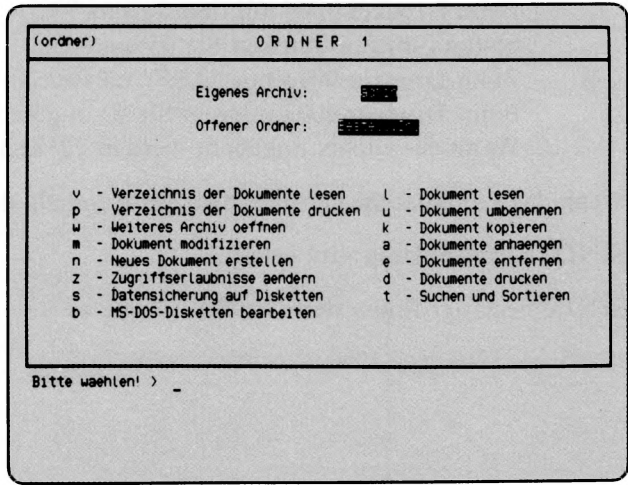 (ordner) O R D N E R 1
Eigenes Archiv:
Offener Ordner:
v - Verzeichnis der Dokumente lesen l - Dokument lesen
p - Verzeichnis der Dokumente drucken u - Dokument umbenennen
w - Weiteres Archiv oeffnen k - Dokument kopieren
m - Dokument modifizieren a - Dokumente anhaengen
n - Neues Dokument erstellen e - Dokumente entfernen
z - Zugriffserlaubnisse aendern d - Dokumente drucken
s - Datensicherung auf Disketten t - Suchen und Sortieren
b - MS-DOS-Disketten bearbeiten
Bitte waehlen! > _